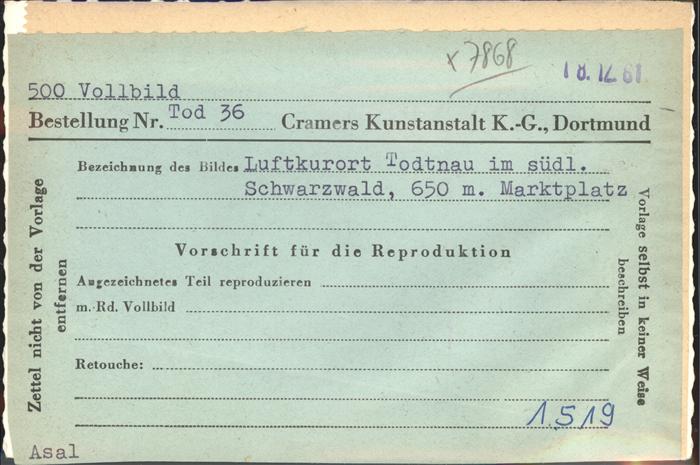 x 7868
18.12.61
500 Vollbild
Bestellung Nr. Tod 36 Cramers Kunstanstalt K.-G., Dortmund
Bezeichnung des Bildes Luftkurort Todtnau im südl.
Schwarzwald, 650 m. Marktplatz
Vorschrift für die Reproduktion
Angezeichnetes Teil reproduzieren
m. Rd. Vollbild
Retouche:
1.519
Asal
Zettel nicht von der Vorlage
entfernen
Vorlage selbst in keiner Weise
beschreiben